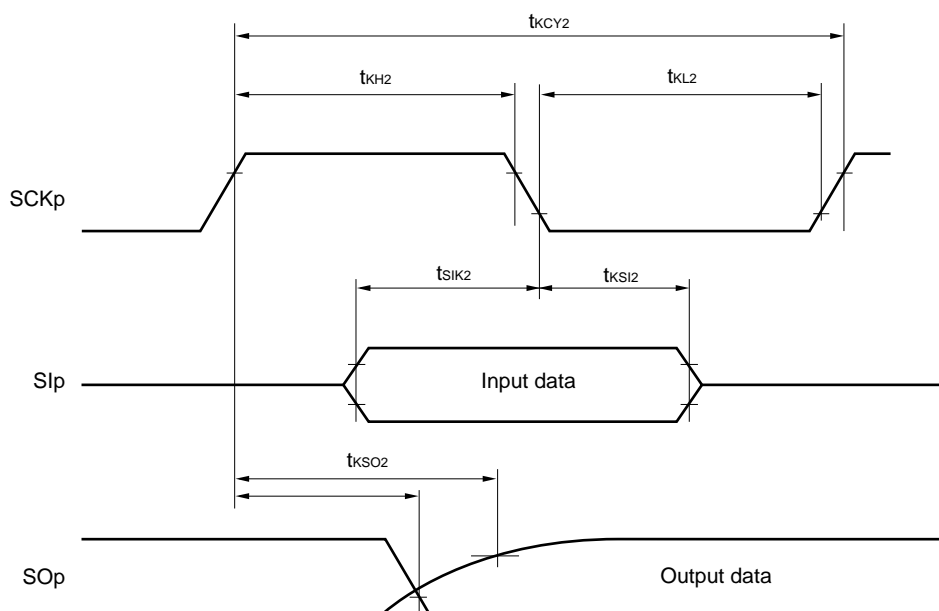 tKCY2
tKH2
tKL2
SCKp
tSIK2
tKSI2
SIp
Input data
tKSO2
SOp
Output data